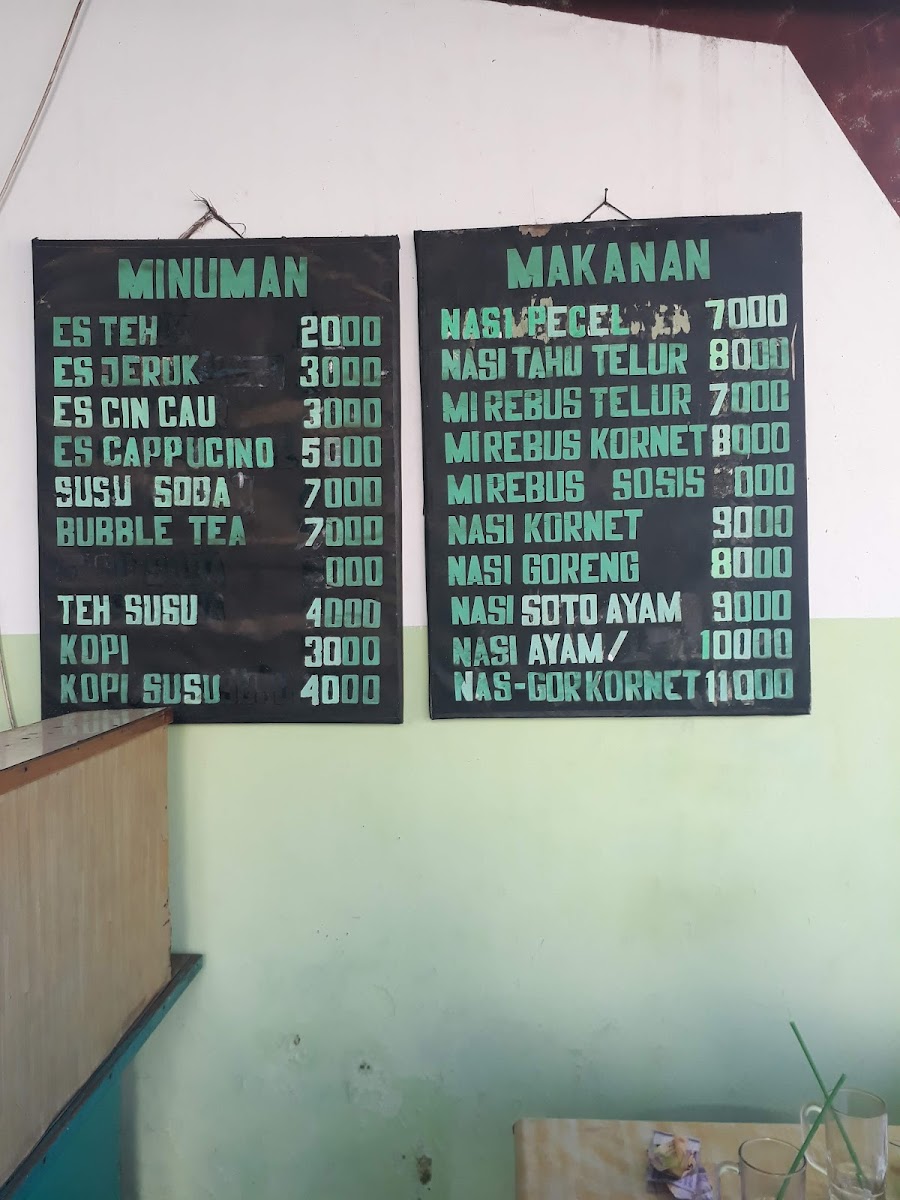 MINUMAN
ES TEH 2000
ES JERUK 3000
ES CIN CAU 3000
ES CAPPUCINO 5000
SUSU SODA 7000
BUBBLE TEA 7000
000
TEH SUSU 4000
KOPI 3000
KOPI SUSU 4000
MAKANAN
NASI PECEL 7000
NASI TAHU TELUR 8000
MI REBUS TELUR 7000
MI REBUS KORNET 8000
MI REBUS SOSIS 000
NASI KORNET 9000
NASI GORENG 8000
NASI SOTO AYAM 9000
NASI AYAM/ 10000
NAS-GORKORNET 11000